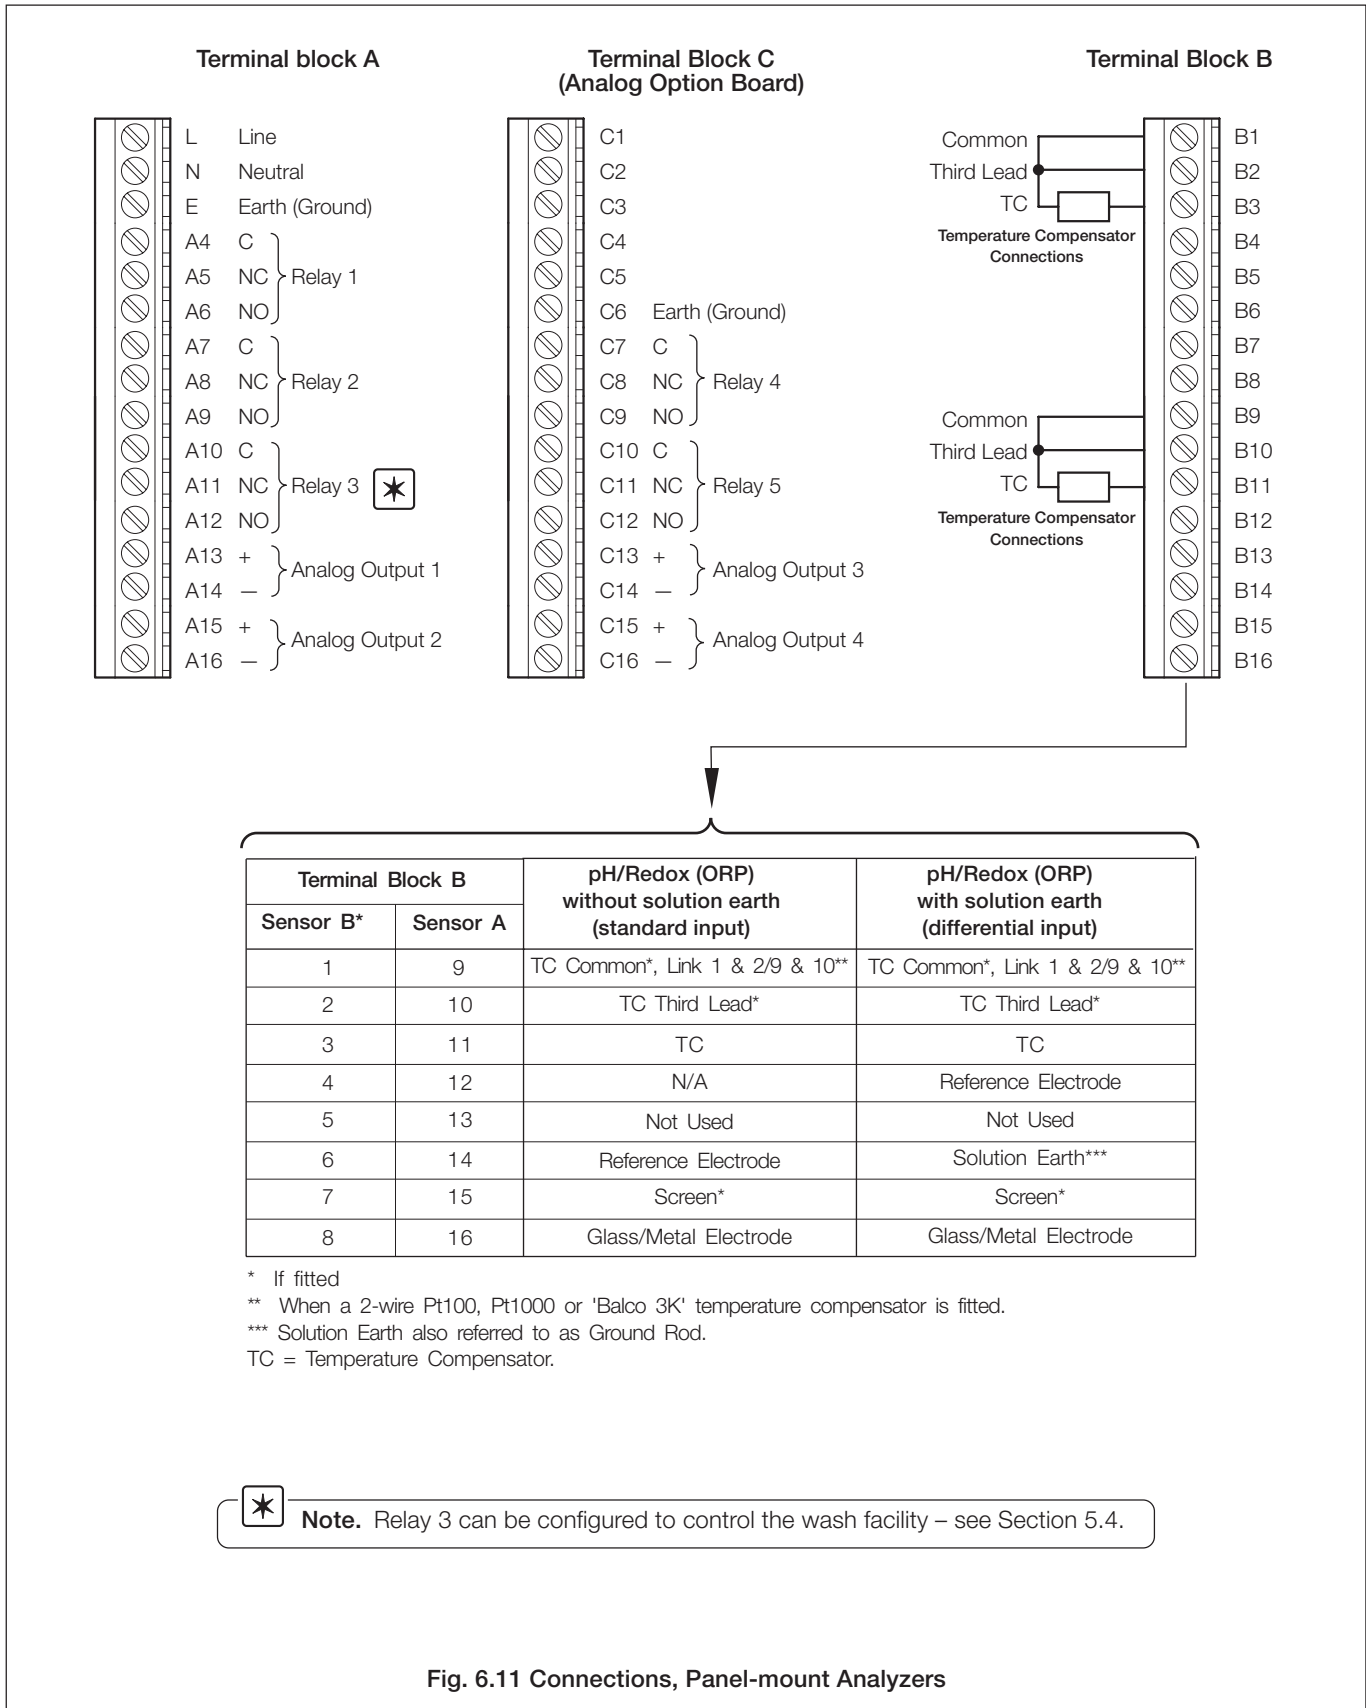 Terminal block A
Terminal Block C
(Analog Option Board)
Terminal Block B
L Line
N Neutral
E Earth (Ground)
A4 C
A5 NC Relay 1
A6 NO
A7 C
A8 NC Relay 2
A9 NO
A10 C
A11 NC Relay 3
A12 NO
A13 +
Analog Output 1
A14 –
A15 +
Analog Output 2
A16 –
C1
C2
C3
C4
C5
C6 Earth (Ground)
C7 C
C8 NC Relay 4
C9 NO
C10 C
C11 NC Relay 5
C12 NO
C13 +
Analog Output 3
C14 –
C15 +
Analog Output 4
C16 –
Common B1
Third Lead B2
TC B3
Temperature Compensator
Connections
B4
B5
B6
B7
B8
Common B9
Third Lead B10
TC B11
Temperature Compensator
Connections
B12
B13
B14
B15
B16
Terminal Block B
Sensor B* Sensor A
pH/Redox (ORP)
without solution earth
(standard input)
pH/Redox (ORP)
with solution earth
(differential input)
1 9 TC Common*, Link 1 & 2/9 & 10** TC Common*, Link 1 & 2/9 & 10**
2 10 TC Third Lead* TC Third Lead*
3 11 TC TC
4 12 N/A Reference Electrode
5 13 Not Used Not Used
6 14 Reference Electrode Solution Earth***
7 15 Screen* Screen*
8 16 Glass/Metal Electrode Glass/Metal Electrode
* If fitted
** When a 2-wire Pt100, Pt1000 or 'Balco 3K' temperature compensator is fitted.
*** Solution Earth also referred to as Ground Rod.
TC = Temperature Compensator.
Note. Relay 3 can be configured to control the wash facility – see Section 5.4.
Fig. 6.11 Connections, Panel-mount Analyzers